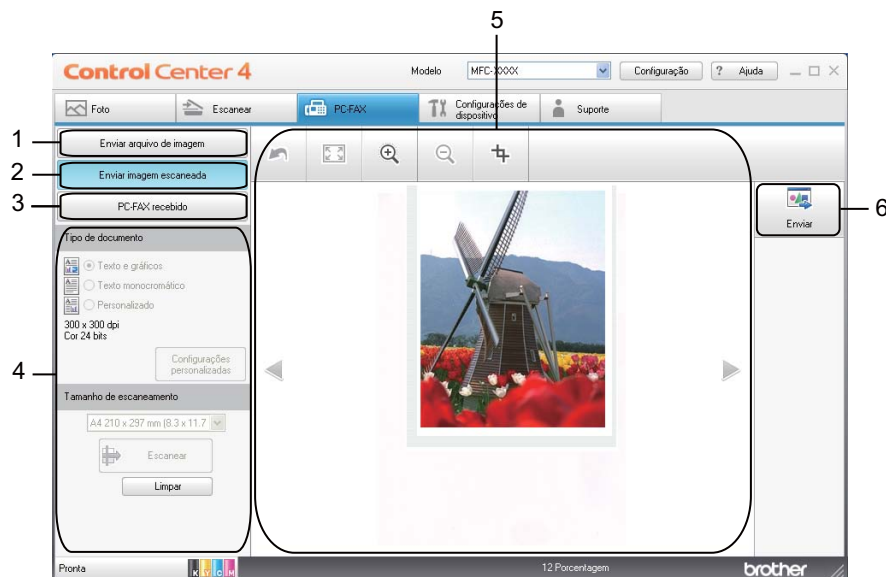 5
Control Center 4
Modelo
MFC-XXXX
Configuração
? Ajuda
Foto
Escanear
PC-FAX
Configurações de
dispositivo
Suporte
1
Enviar arquivo de imagem
2
Enviar imagem escaneada
3
PC-FAX recebido
6
Enviar
4
Tipo de documento
Texto e gráficos
Texto monocromático
Personalizado
300 x 300 dpi
Cor 24 bits
Configurações
personalizadas
Tamanho de escaneamento
A4 210 x 297 mm (8.3 x 11.7
Escanear
Limpar
Pronta
K Y C M
12 Porcentagem
brother